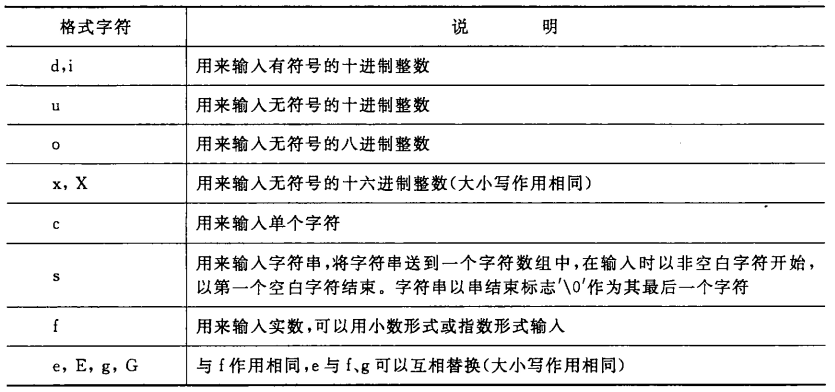 格式字符 说 明
d,i 用来输入有符号的十进制整数
u 用来输入无符号的十进制整数
o 用来输入无符号的八进制整数
x, X 用来输入无符号的十六进制整数(大小写作用相同)
c 用来输入单个字符
s 用来输入字符串,将字符串送到一个字符数组中,在输入时以非空白字符开始,
以第一个空白字符结束。字符串以串结束标志'\0'作为其最后一个字符
f 用来输入实数,可以用小数形式或指数形式输入
e, E, g, G 与f作用相同,e与f、g可以互相替换(大小写作用相同)